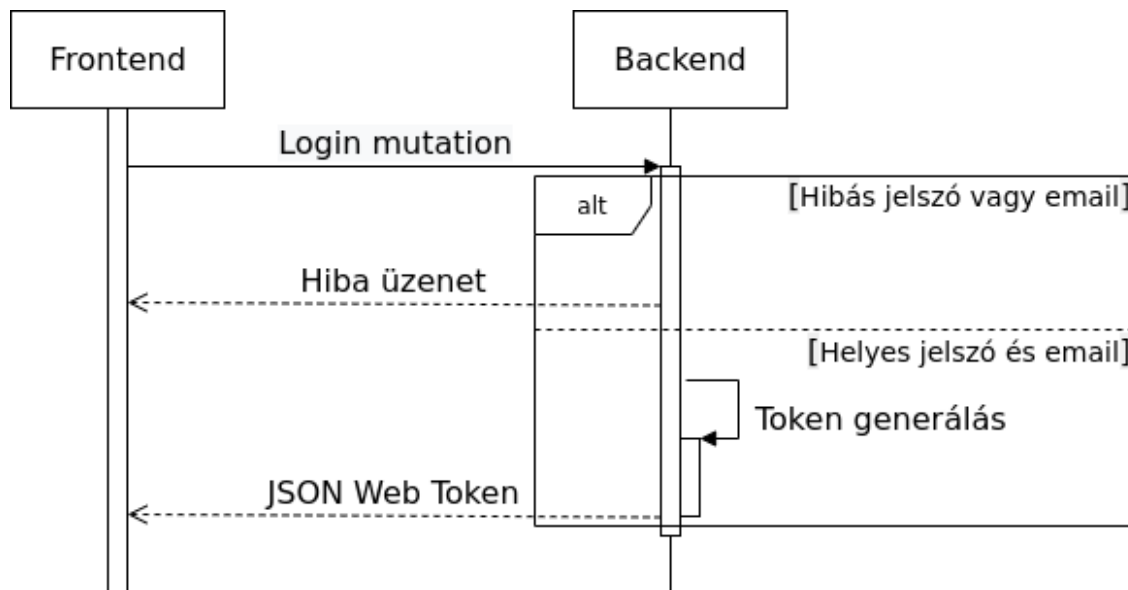 Frontend
Backend
Login mutation
alt
[Hibás jelszó vagy email]
Hiba üzenet
[Helyes jelszó és email]
Token generálás
JSON Web Token